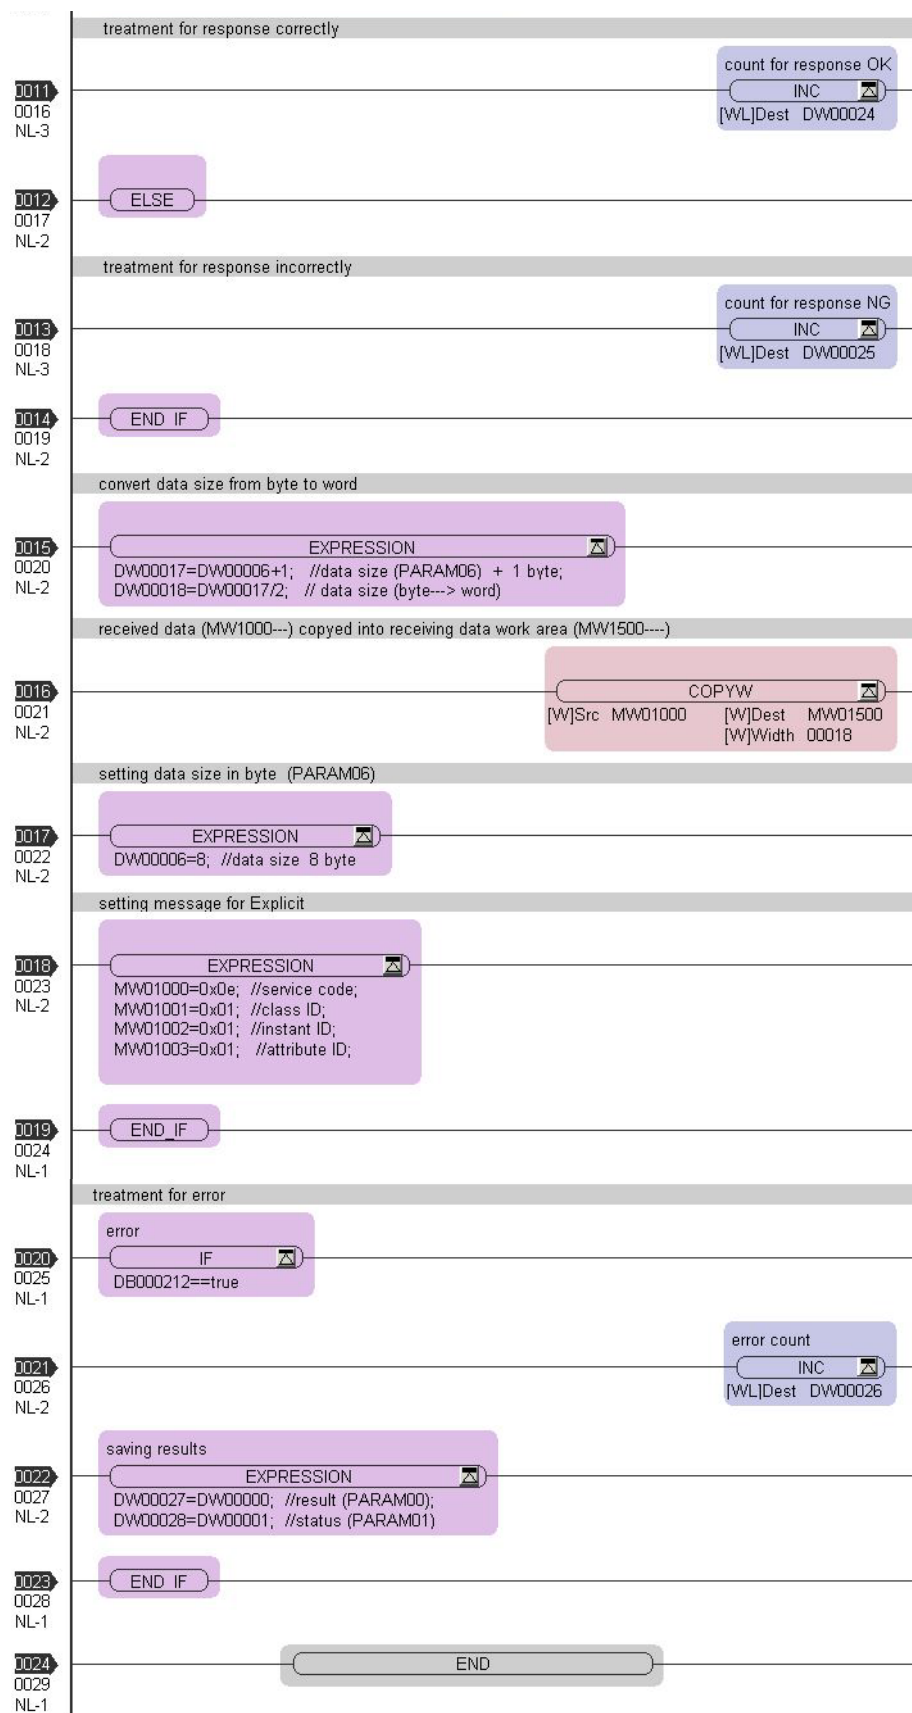 treatment for response correctly
count for response OK
0011 INC
0016 [WL]Dest DW00024
NL-3
0012 ELSE
0017
NL-2
treatment for response incorrectly
count for response NG
0013 INC
0018 [WL]Dest DW00025
NL-3
0014 END_IF
0019
NL-2
convert data size from byte to word
0015 EXPRESSION
0020 DW00017=DW00006+1; //data size (PARAM06) + 1 byte;
NL-2 DW00018=DW00017/2; // data size (byte---> word)
received data (MW1000---) copyed into receiving data work area (MW1500----)
0016 COPYW
0021 [W]Src MW01000 [W]Dest MW01500
NL-2 [W]Width 00018
setting data size in byte (PARAM06)
0017 EXPRESSION
0022 DW00006=8; //data size 8 byte
NL-2
setting message for Explicit
0018 EXPRESSION
0023 MW01000=0x0e; //service code;
NL-2 MW01001=0x01; //class ID;
MW01002=0x01; //instant ID;
MW01003=0x01; //attribute ID;
0019 END_IF
0024
NL-1
treatment for error
error
0020 IF
0025 DB000212==true
NL-1
error count
0021 INC
0026 [WL]Dest DW00026
NL-2
saving results
0022 EXPRESSION
0027 DW00027=DW00000; //result (PARAM00);
NL-2 DW00028=DW00001; //status (PARAM01)
0023 END_IF
0028
NL-1
0024 END
0029
NL-1